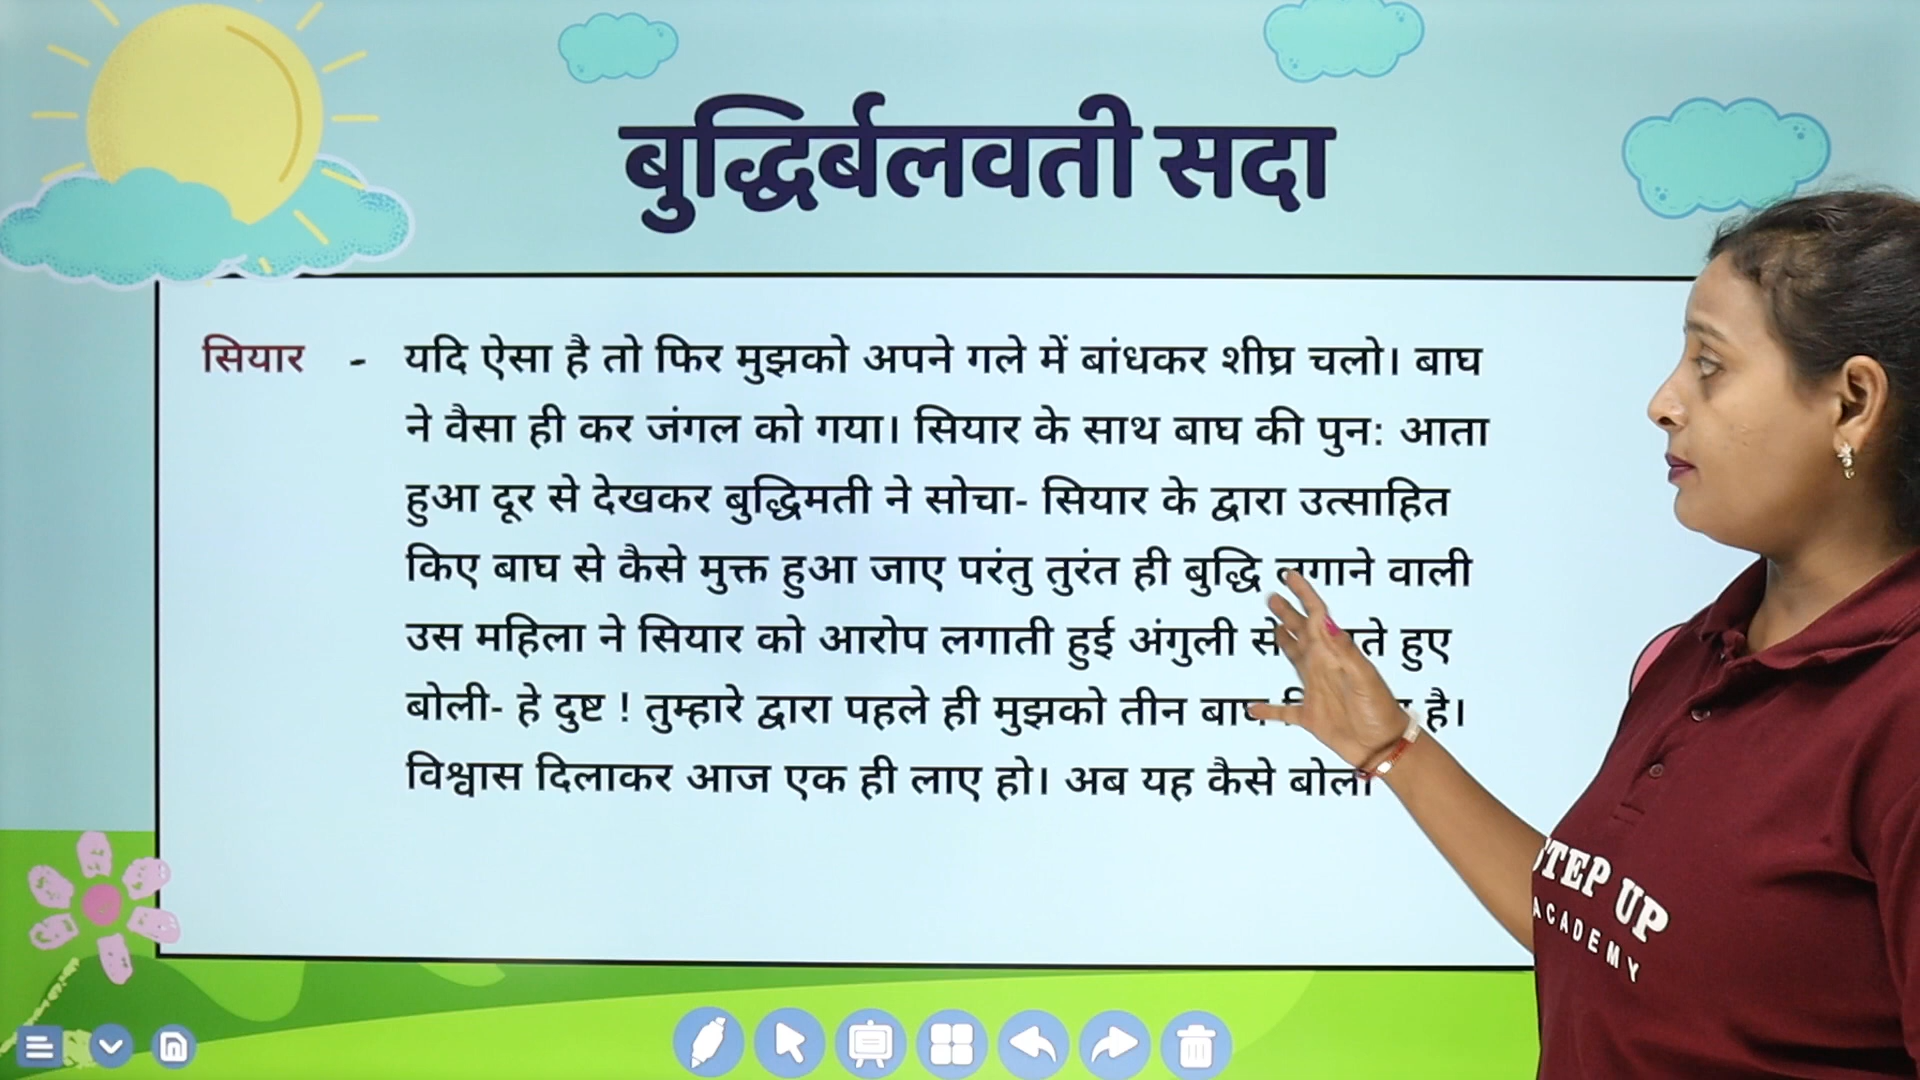 बुद्धिर्बलवती सदा
सियार - यदि ऐसा है तो फिर मुझको अपने गले में बांधकर शीघ्र चलो। बाघ
ने वैसा ही कर जंगल को गया। सियार के साथ बाघ की पुन: आता
हुआ दूर से देखकर बुद्धिमती ने सोचा- सियार के द्वारा उत्साहित
किए बाघ से कैसे मुक्त हुआ जाए परंतु तुरंत ही बुद्धि लगाने वाली
उस महिला ने सियार को आरोप लगाती हुई अंगुली से हुए
बोली- हे दुष्ट ! तुम्हारे द्वारा पहले ही मुझको तीन बाघ है।
विश्वास दिलाकर आज एक ही लाए हो। अब यह कैसे
STEP UP
ACADEMY